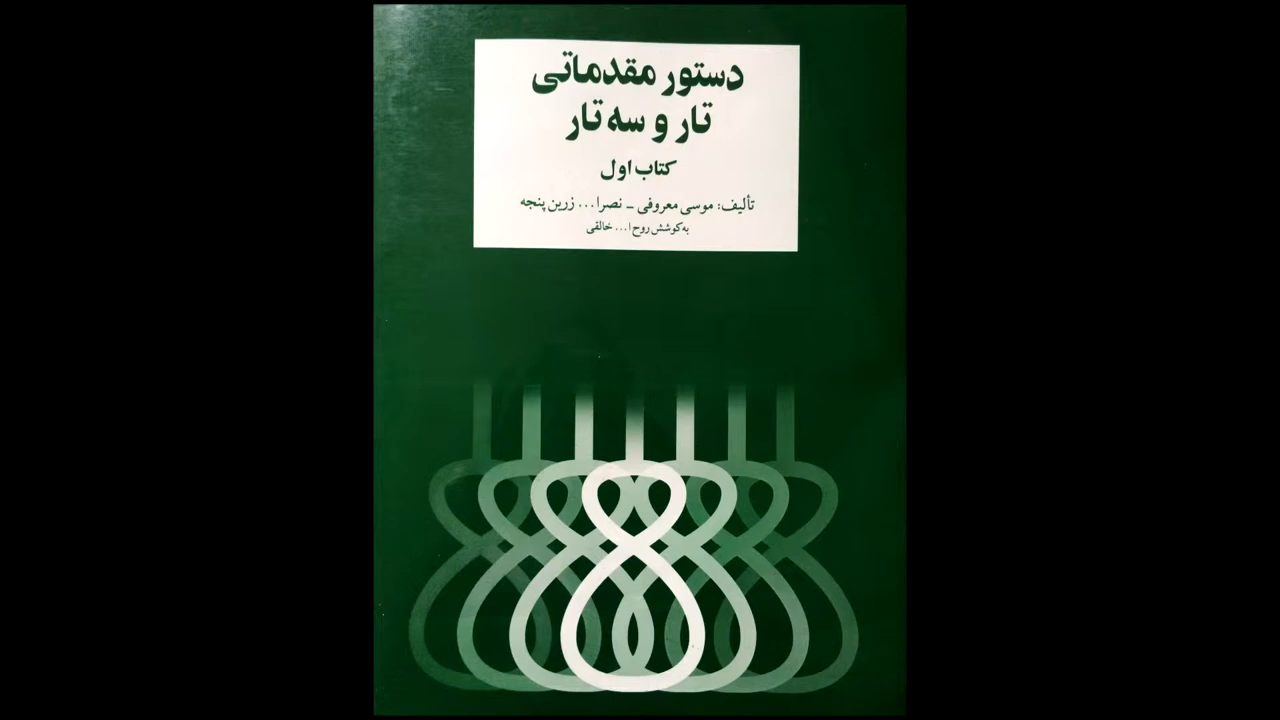 دستور مقدماتی
تار و سه تار
کتاب اول
تألیف: موسی معروفی - نصرا... زرین پنجه
به کوشش روح ا... خالقی